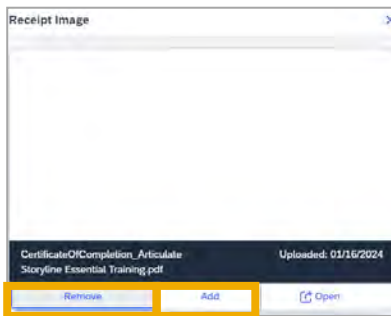 Receipt Image
CertificateOfCompletion_Articulate Uploaded: 01/16/2024
Storyline Essential Training.pdf
Remove Add Open